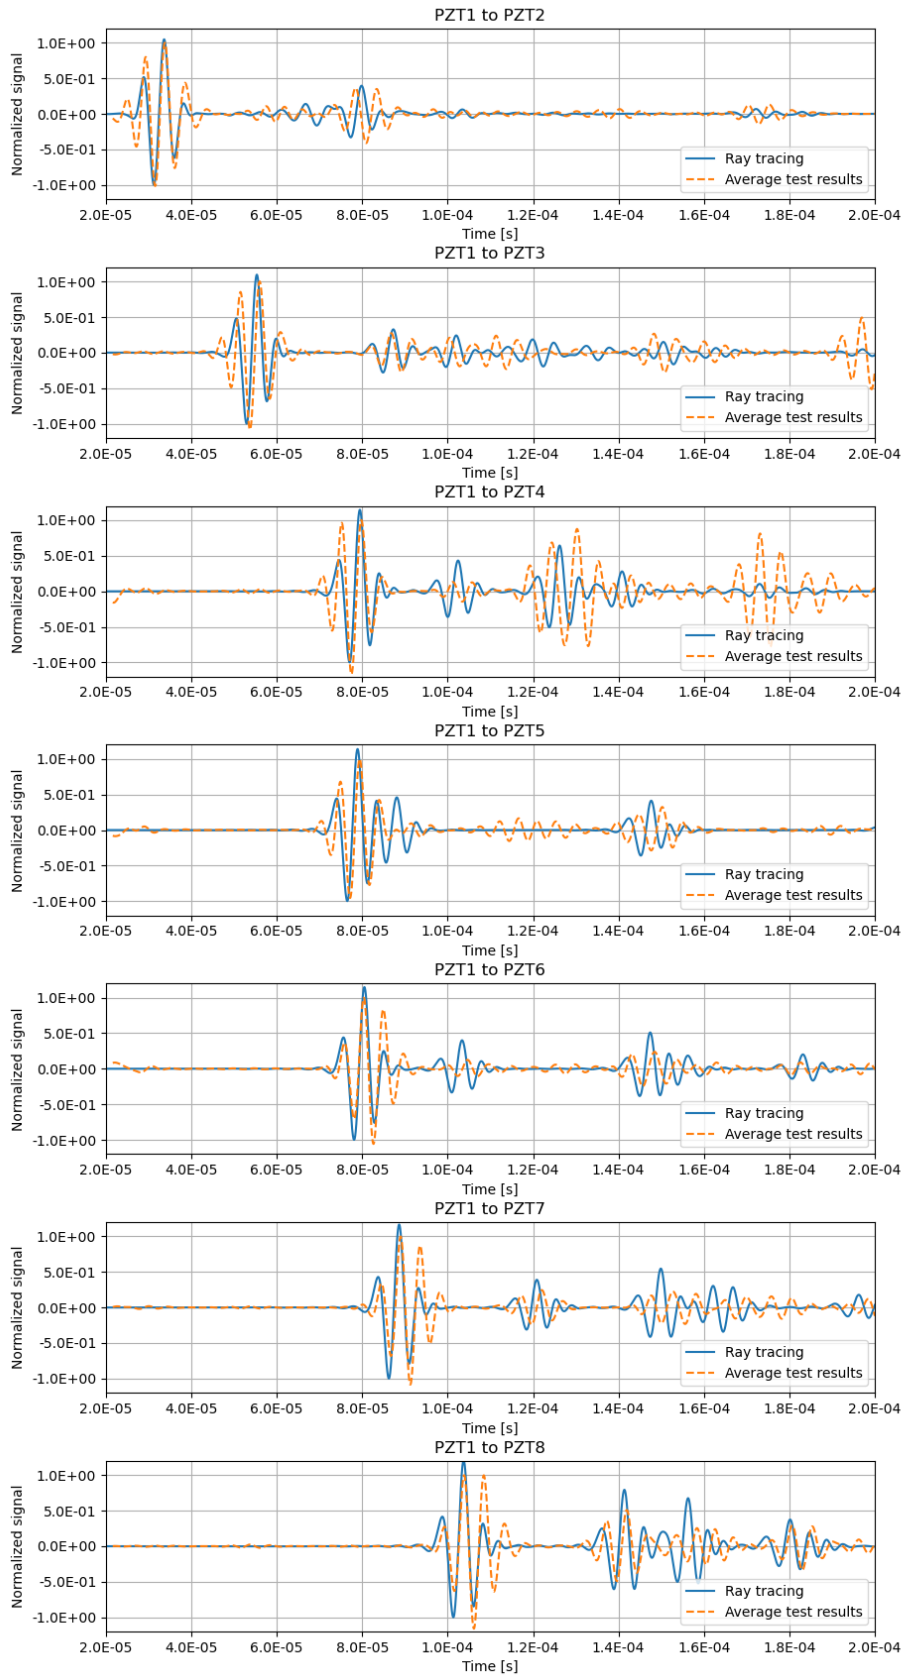 PZT1 to PZT2
Normalized signal
1.0E+00
5.0E-01
0.0E+00
-5.0E-01
-1.0E+00
Ray tracing
Average test results
2.0E-05 4.0E-05 6.0E-05 8.0E-05 1.0E-04 1.2E-04 1.4E-04 1.6E-04 1.8E-04 2.0E-04
Time [s]
PZT1 to PZT3
Normalized signal
1.0E+00
5.0E-01
0.0E+00
-5.0E-01
-1.0E+00
Ray tracing
Average test results
2.0E-05 4.0E-05 6.0E-05 8.0E-05 1.0E-04 1.2E-04 1.4E-04 1.6E-04 1.8E-04 2.0E-04
Time [s]
PZT1 to PZT4
Normalized signal
1.0E+00
5.0E-01
0.0E+00
-5.0E-01
-1.0E+00
Ray tracing
Average test results
2.0E-05 4.0E-05 6.0E-05 8.0E-05 1.0E-04 1.2E-04 1.4E-04 1.6E-04 1.8E-04 2.0E-04
Time [s]
PZT1 to PZT5
Normalized signal
1.0E+00
5.0E-01
0.0E+00
-5.0E-01
-1.0E+00
Ray tracing
Average test results
2.0E-05 4.0E-05 6.0E-05 8.0E-05 1.0E-04 1.2E-04 1.4E-04 1.6E-04 1.8E-04 2.0E-04
Time [s]
PZT1 to PZT6
Normalized signal
1.0E+00
5.0E-01
0.0E+00
-5.0E-01
-1.0E+00
Ray tracing
Average test results
2.0E-05 4.0E-05 6.0E-05 8.0E-05 1.0E-04 1.2E-04 1.4E-04 1.6E-04 1.8E-04 2.0E-04
Time [s]
PZT1 to PZT7
Normalized signal
1.0E+00
5.0E-01
0.0E+00
-5.0E-01
-1.0E+00
Ray tracing
Average test results
2.0E-05 4.0E-05 6.0E-05 8.0E-05 1.0E-04 1.2E-04 1.4E-04 1.6E-04 1.8E-04 2.0E-04
Time [s]
PZT1 to PZT8
Normalized signal
1.0E+00
5.0E-01
0.0E+00
-5.0E-01
-1.0E+00
Ray tracing
Average test results
2.0E-05 4.0E-05 6.0E-05 8.0E-05 1.0E-04 1.2E-04 1.4E-04 1.6E-04 1.8E-04 2.0E-04
Time [s]